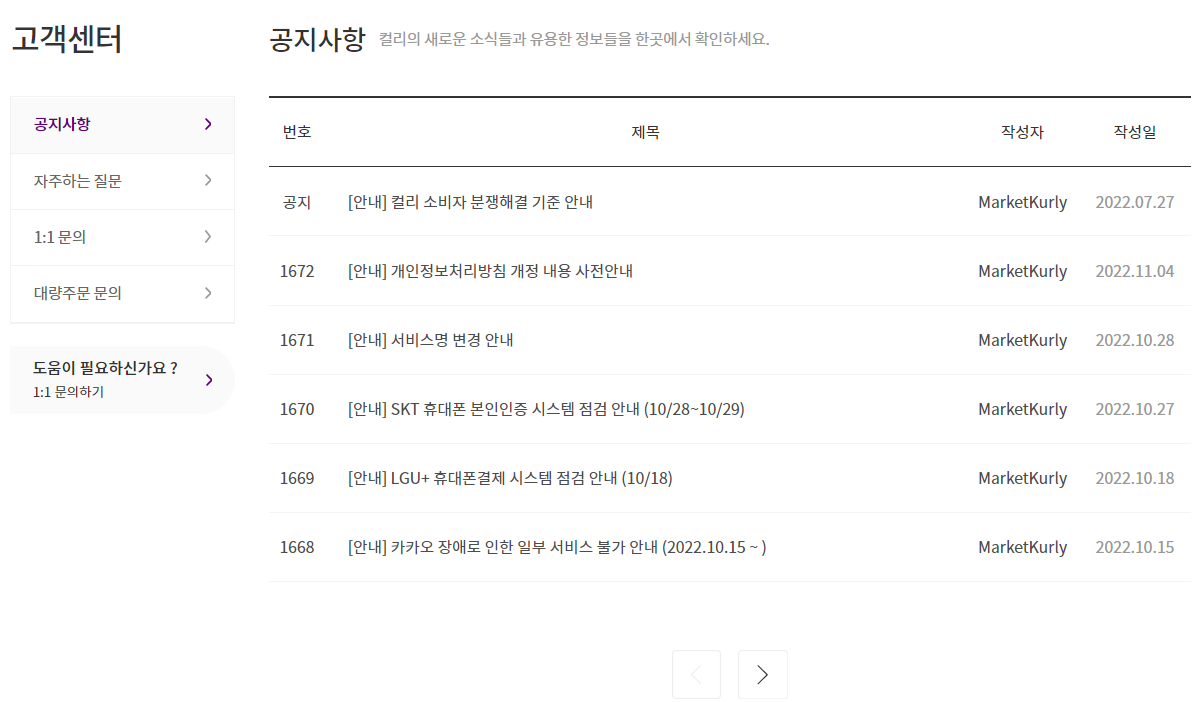 고객센터
공지사항 컬리의 새로운 소식들과 유용한 정보들을 한곳에서 확인하세요.
공지사항
자주하는 질문
1:1 문의
대량주문 문의
도움이 필요하신가요 ?
1:1 문의하기
번호 제목 작성자 작성일
공지 [안내] 컬리 소비자 분쟁해결 기준 안내 MarketKurly 2022.07.27
1672 [안내] 개인정보처리방침 개정 내용 사전안내 MarketKurly 2022.11.04
1671 [안내] 서비스명 변경 안내 MarketKurly 2022.10.28
1670 [안내] SKT 휴대폰 본인인증 시스템 점검 안내 (10/28~10/29) MarketKurly 2022.10.27
1669 [안내] LGU+ 휴대폰결제 시스템 점검 안내 (10/18) MarketKurly 2022.10.18
1668 [안내] 카카오 장애로 인한 일부 서비스 불가 안내 (2022.10.15 ~ ) MarketKurly 2022.10.15